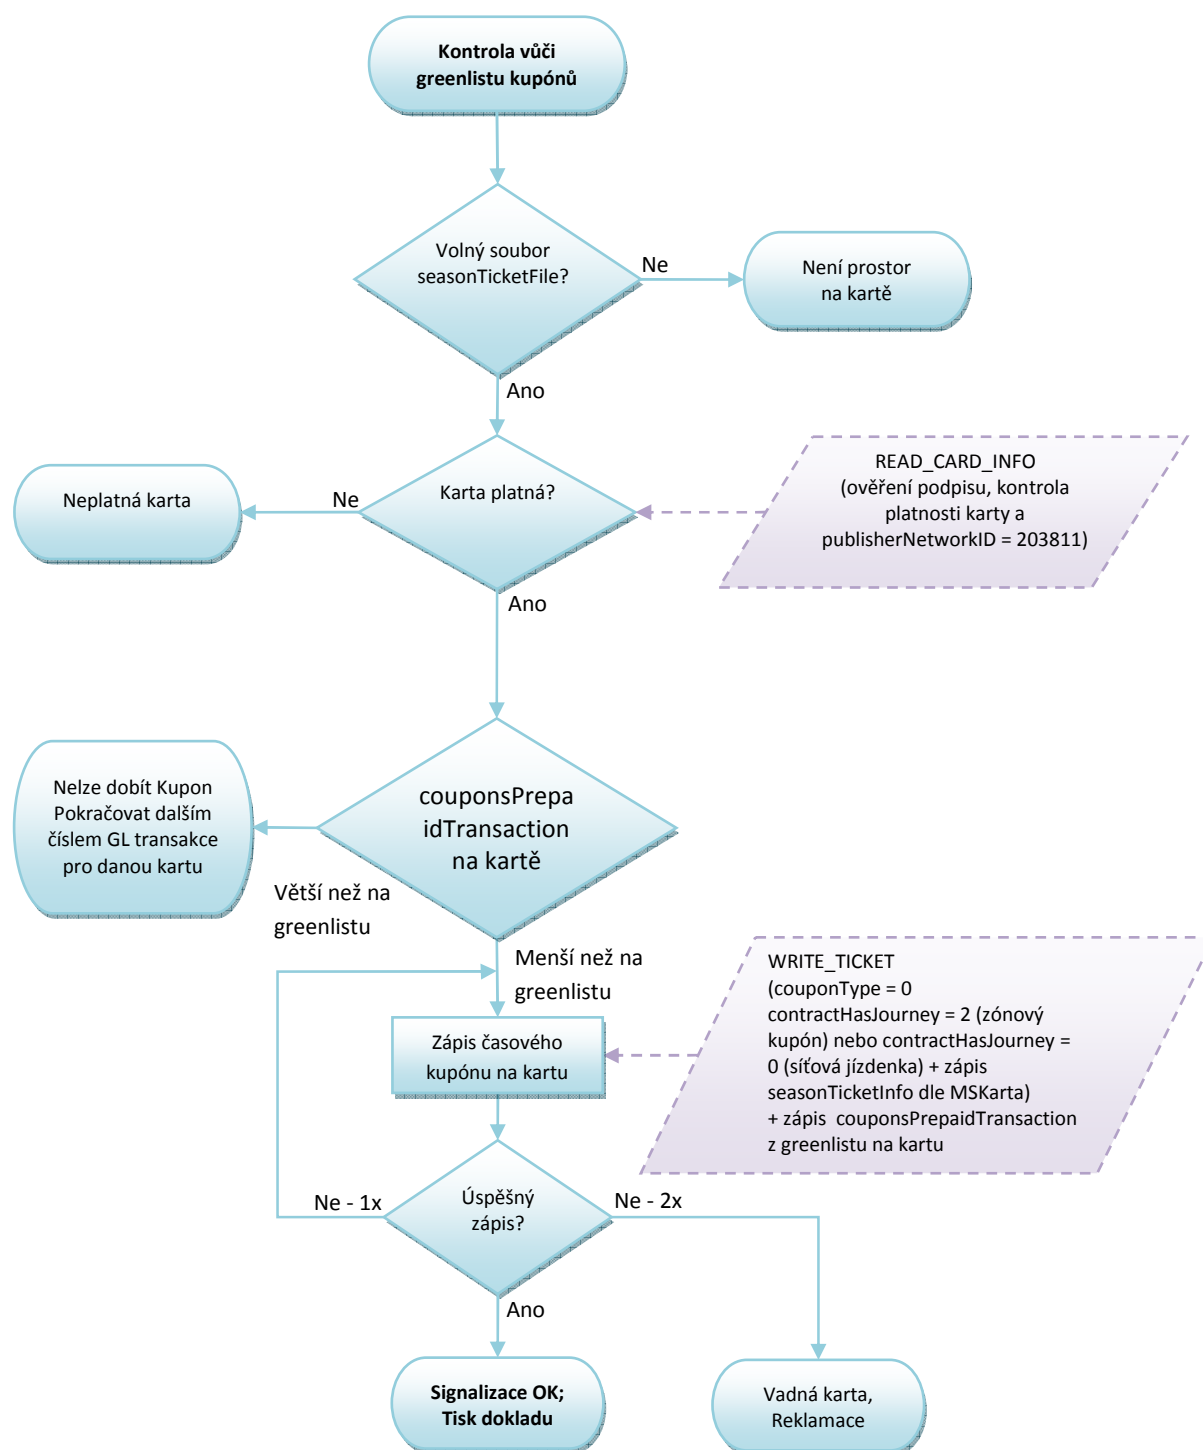 Kontrola vůči
greenlistu kupónů
Volný soubor
seasonTicketFile?
Ne
Není prostor
na kartě
Ano
READ_CARD_INFO
(ověření podpisu, kontrola
platnosti karty a
publisherNetworkID = 203811)
Karta platná?
Ne
Neplatná karta
Ano
couponsPrepa
idTransaction
na kartě
Nelze dobít Kupon
Pokračovat dalším
číslem GL transakce
pro danou kartu
Větší než na
greenlistu
Menší než na
greenlistu
WRITE_TICKET
(couponType = 0
contractHasJourney = 2 (zónový
kupón) nebo contractHasJourney =
0 (síťová jízdenka) + zápis
seasonTicketInfo dle MSKarta)
+ zápis  couponsPrepaidTransaction
z greenlistu na kartu
Zápis časového
kupónu na kartu
Úspěšný
zápis?
Ne - 1x
Ne - 2x
Ano
Signalizace OK;
Tisk dokladu
Vadná karta,
Reklamace